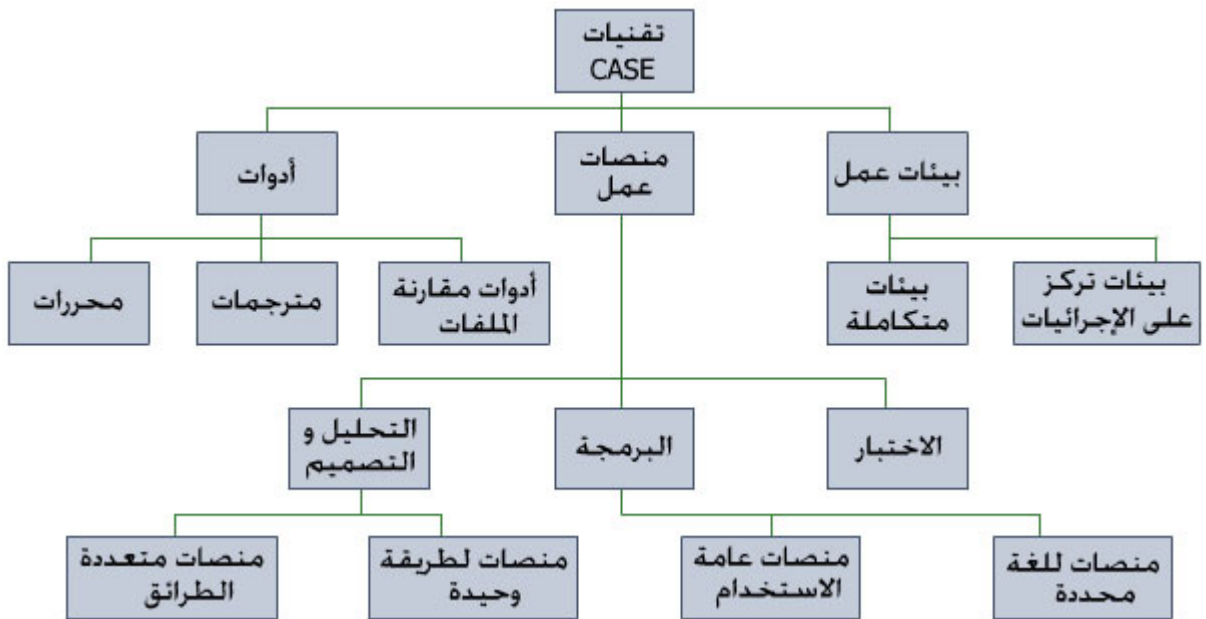 تقنيات
CASE
بيئات عمل
منصات
عمل
أدوات
بيئات تركز
على الإجرائيات
بيئات
متكاملة
أدوات مقارنة
الملفات
مترجمات
محررات
الاختبار
البرمجة
التحليل و
التصميم
منصات للغة
محددة
منصات عامة
الاستخدام
منصات لطريقة
وحيدة
منصات متعددة
الطرائق